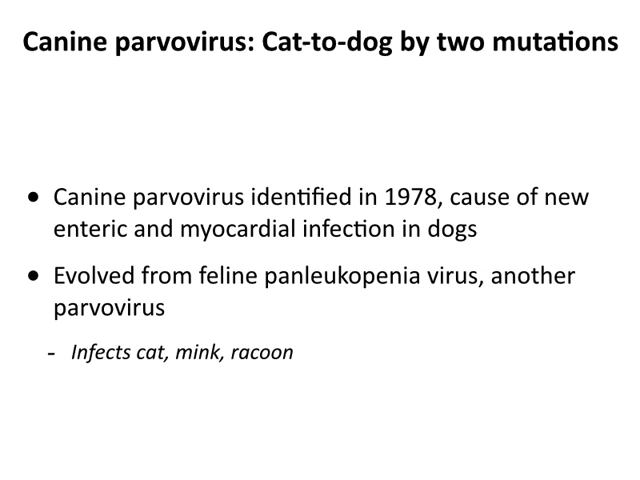 Canine parvovirus: Cat-to-dog by two mutations
• Canine parvovirus identified in 1978, cause of new
enteric and myocardial infection in dogs
• Evolved from feline panleukopenia virus, another
parvovirus
- Infects cat, mink, racoon